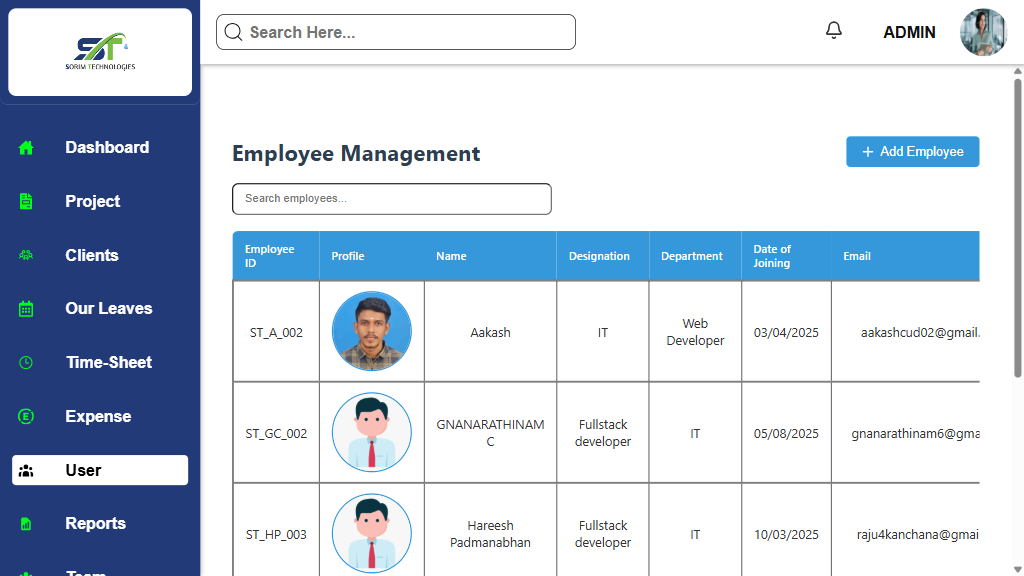 ST
SORIM TECHNOLOGIES
Search Here...
ADMIN
Dashboard
Project
Clients
Our Leaves
Time-Sheet
Expense
User
Reports
Team
Employee Management
+ Add Employee
Search employees...
Employee ID Profile Name Designation Department Date of Joining Email
ST_A_002 Aakash IT Web Developer 03/04/2025 aakashcud02@gmail.
ST_GC_002 GNANARATHINAM C Fullstack developer IT 05/08/2025 gnanarathinam6@gma
ST_HP_003 Hareesh Padmanabhan Fullstack developer IT 10/03/2025 raju4kanchana@gmai